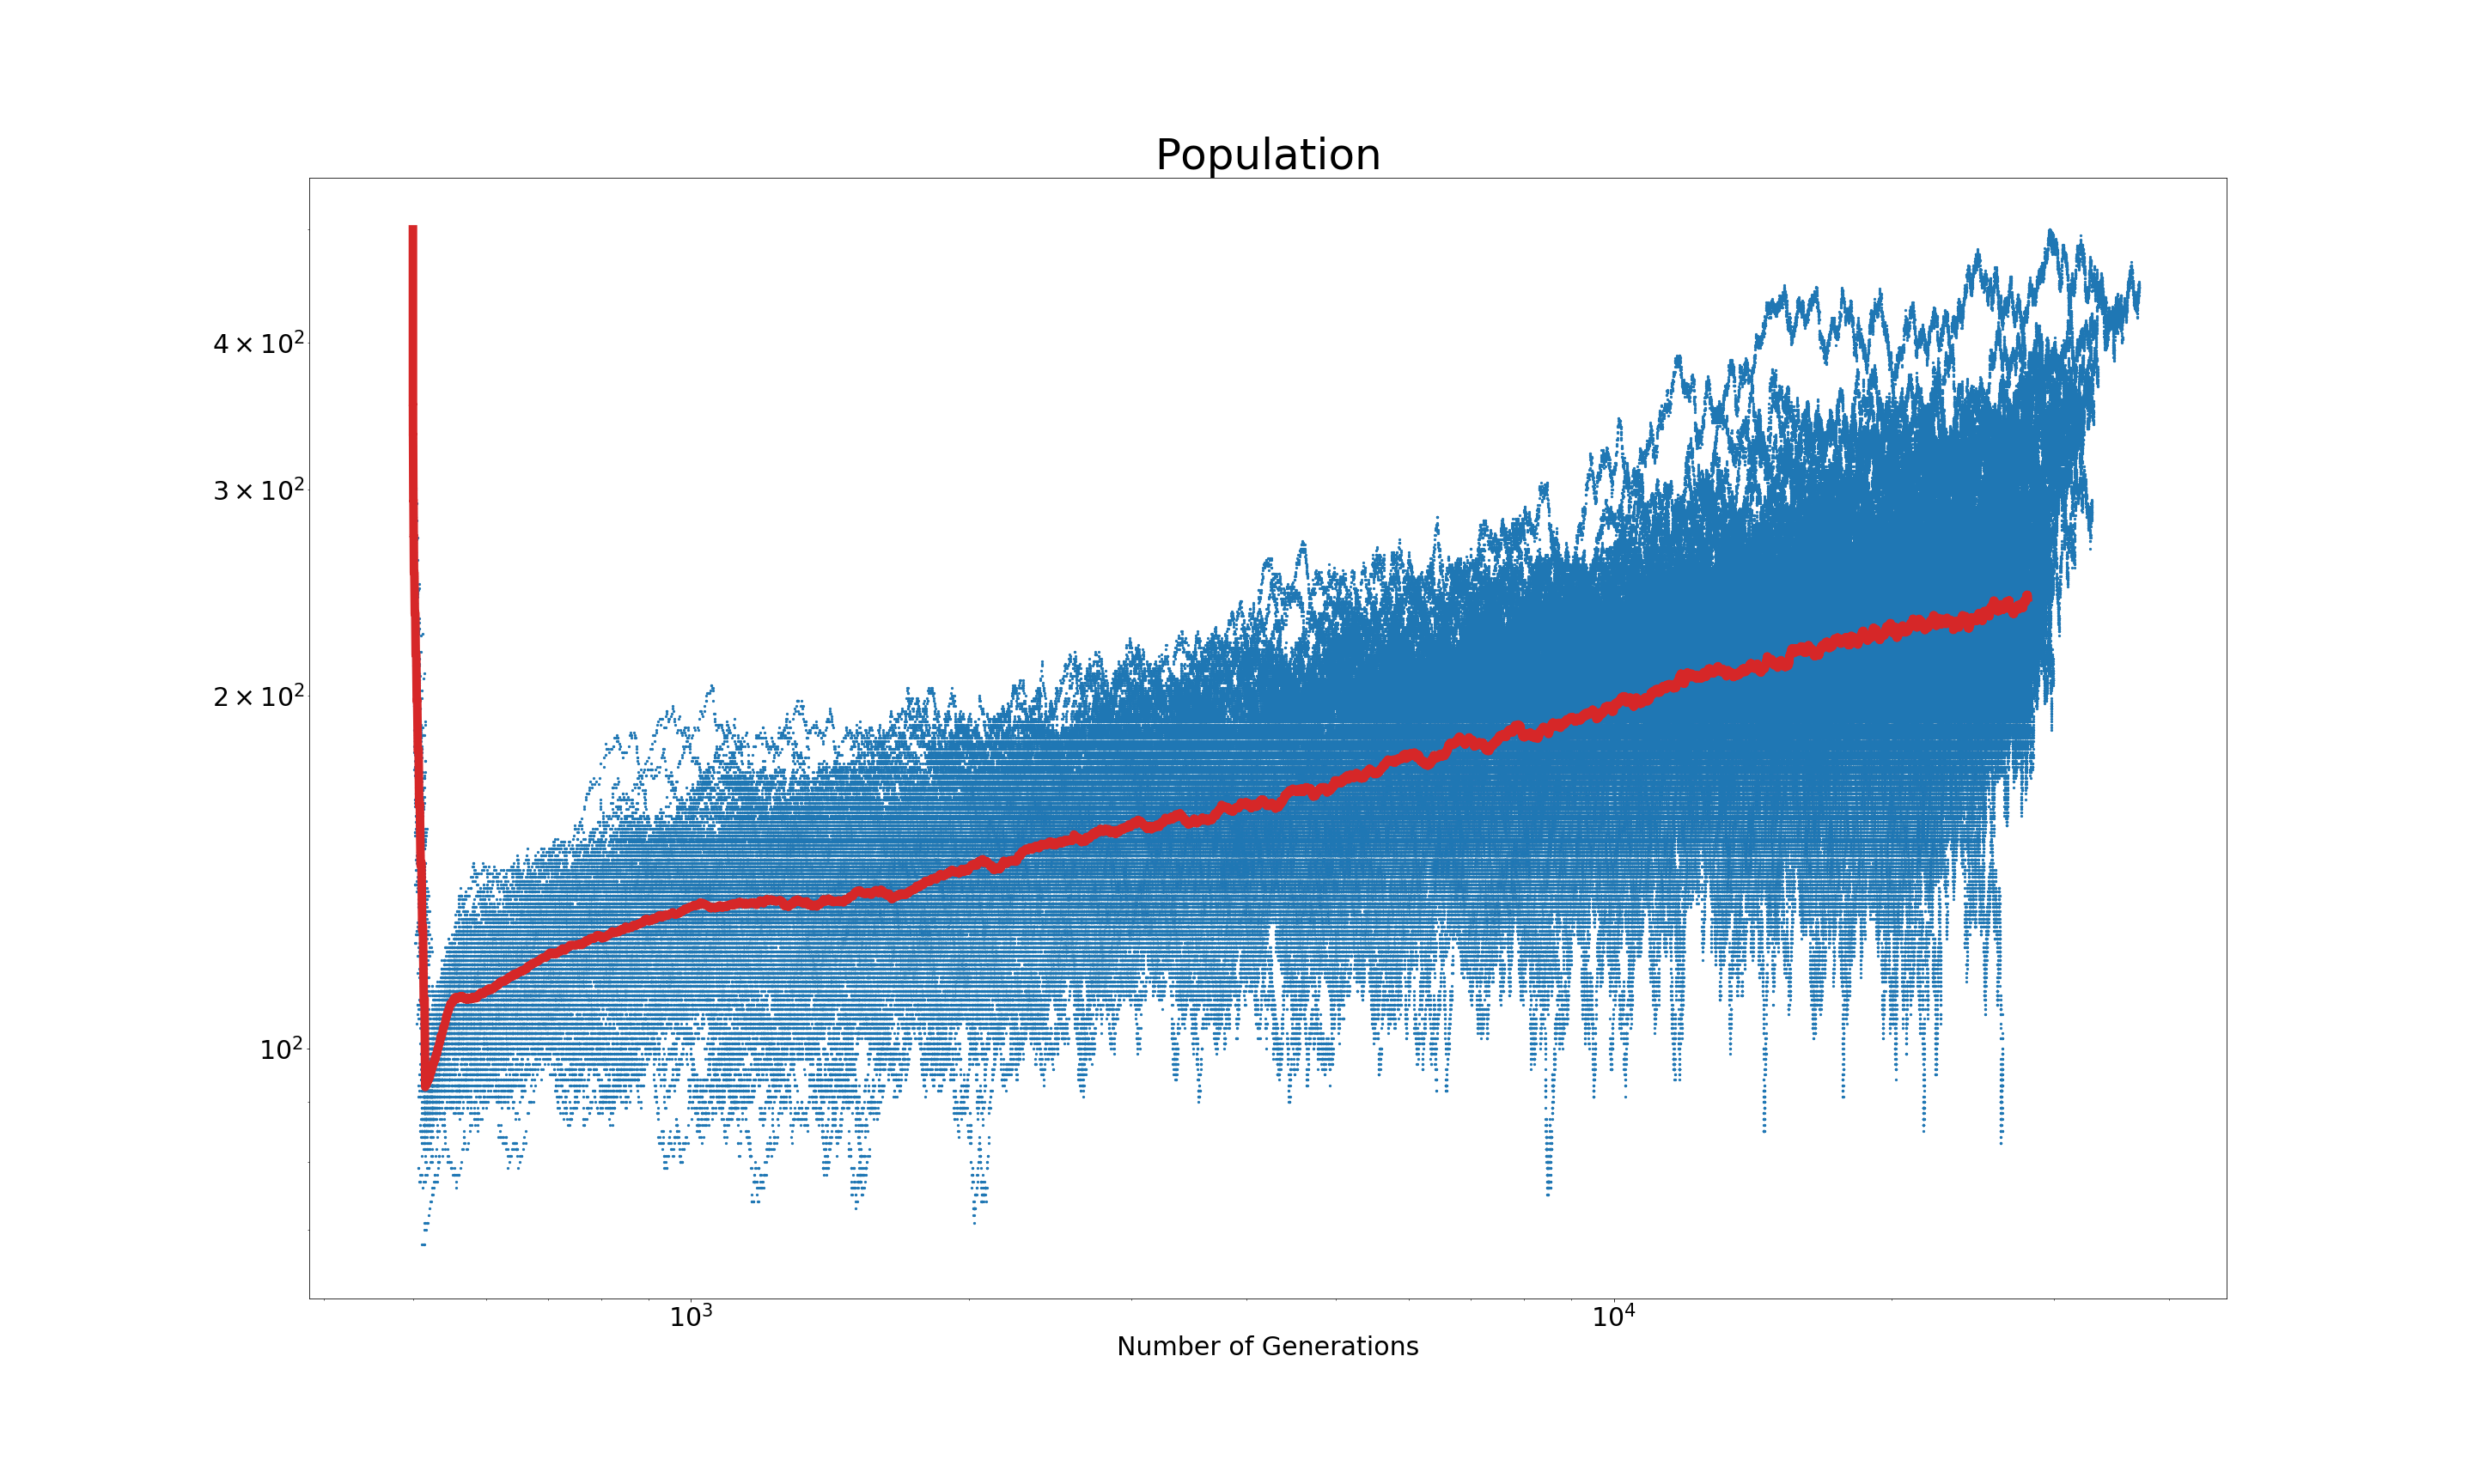 Population
4 × 10²
3 × 10²
2 × 10²
10²
10³ 10⁴
Number of Generations